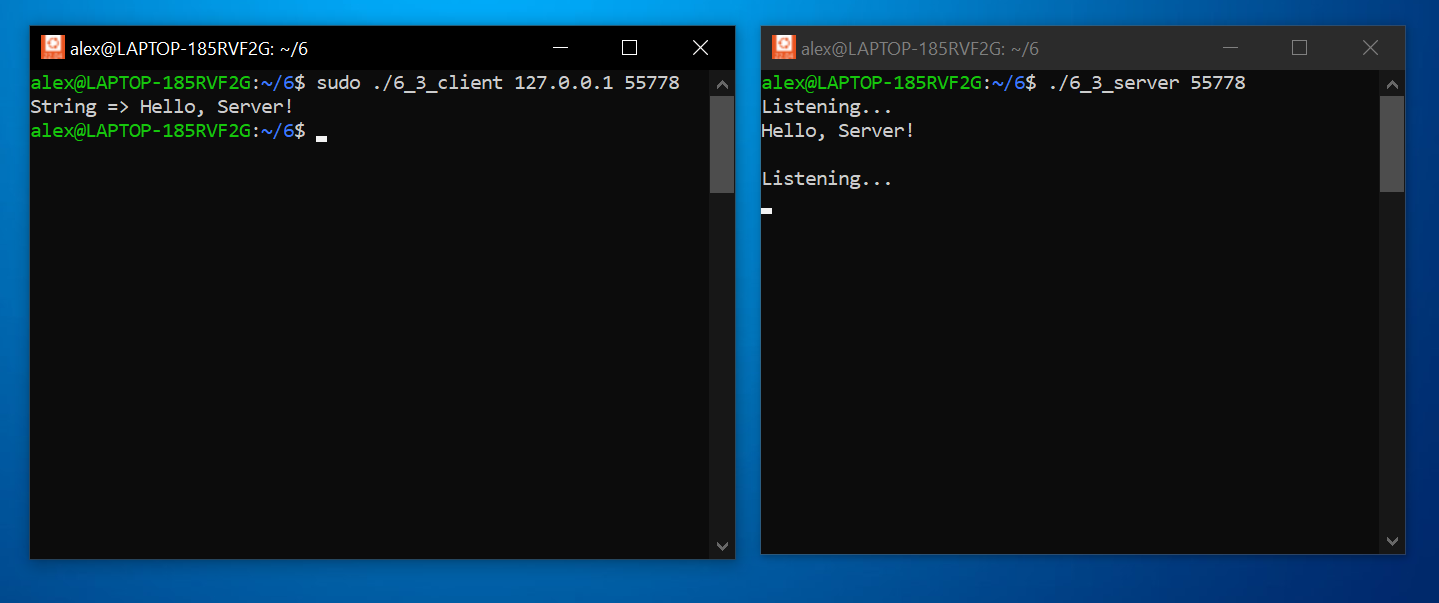 alex@LAPTOP-185RVF2G: ~/6
alex@LAPTOP-185RVF2G:~/6$ sudo ./6_3_client 127.0.0.1 55778
String => Hello, Server!
alex@LAPTOP-185RVF2G:~/6$
alex@LAPTOP-185RVF2G: ~/6
alex@LAPTOP-185RVF2G:~/6$ ./6_3_server 55778
Listening...
Hello, Server!
Listening...